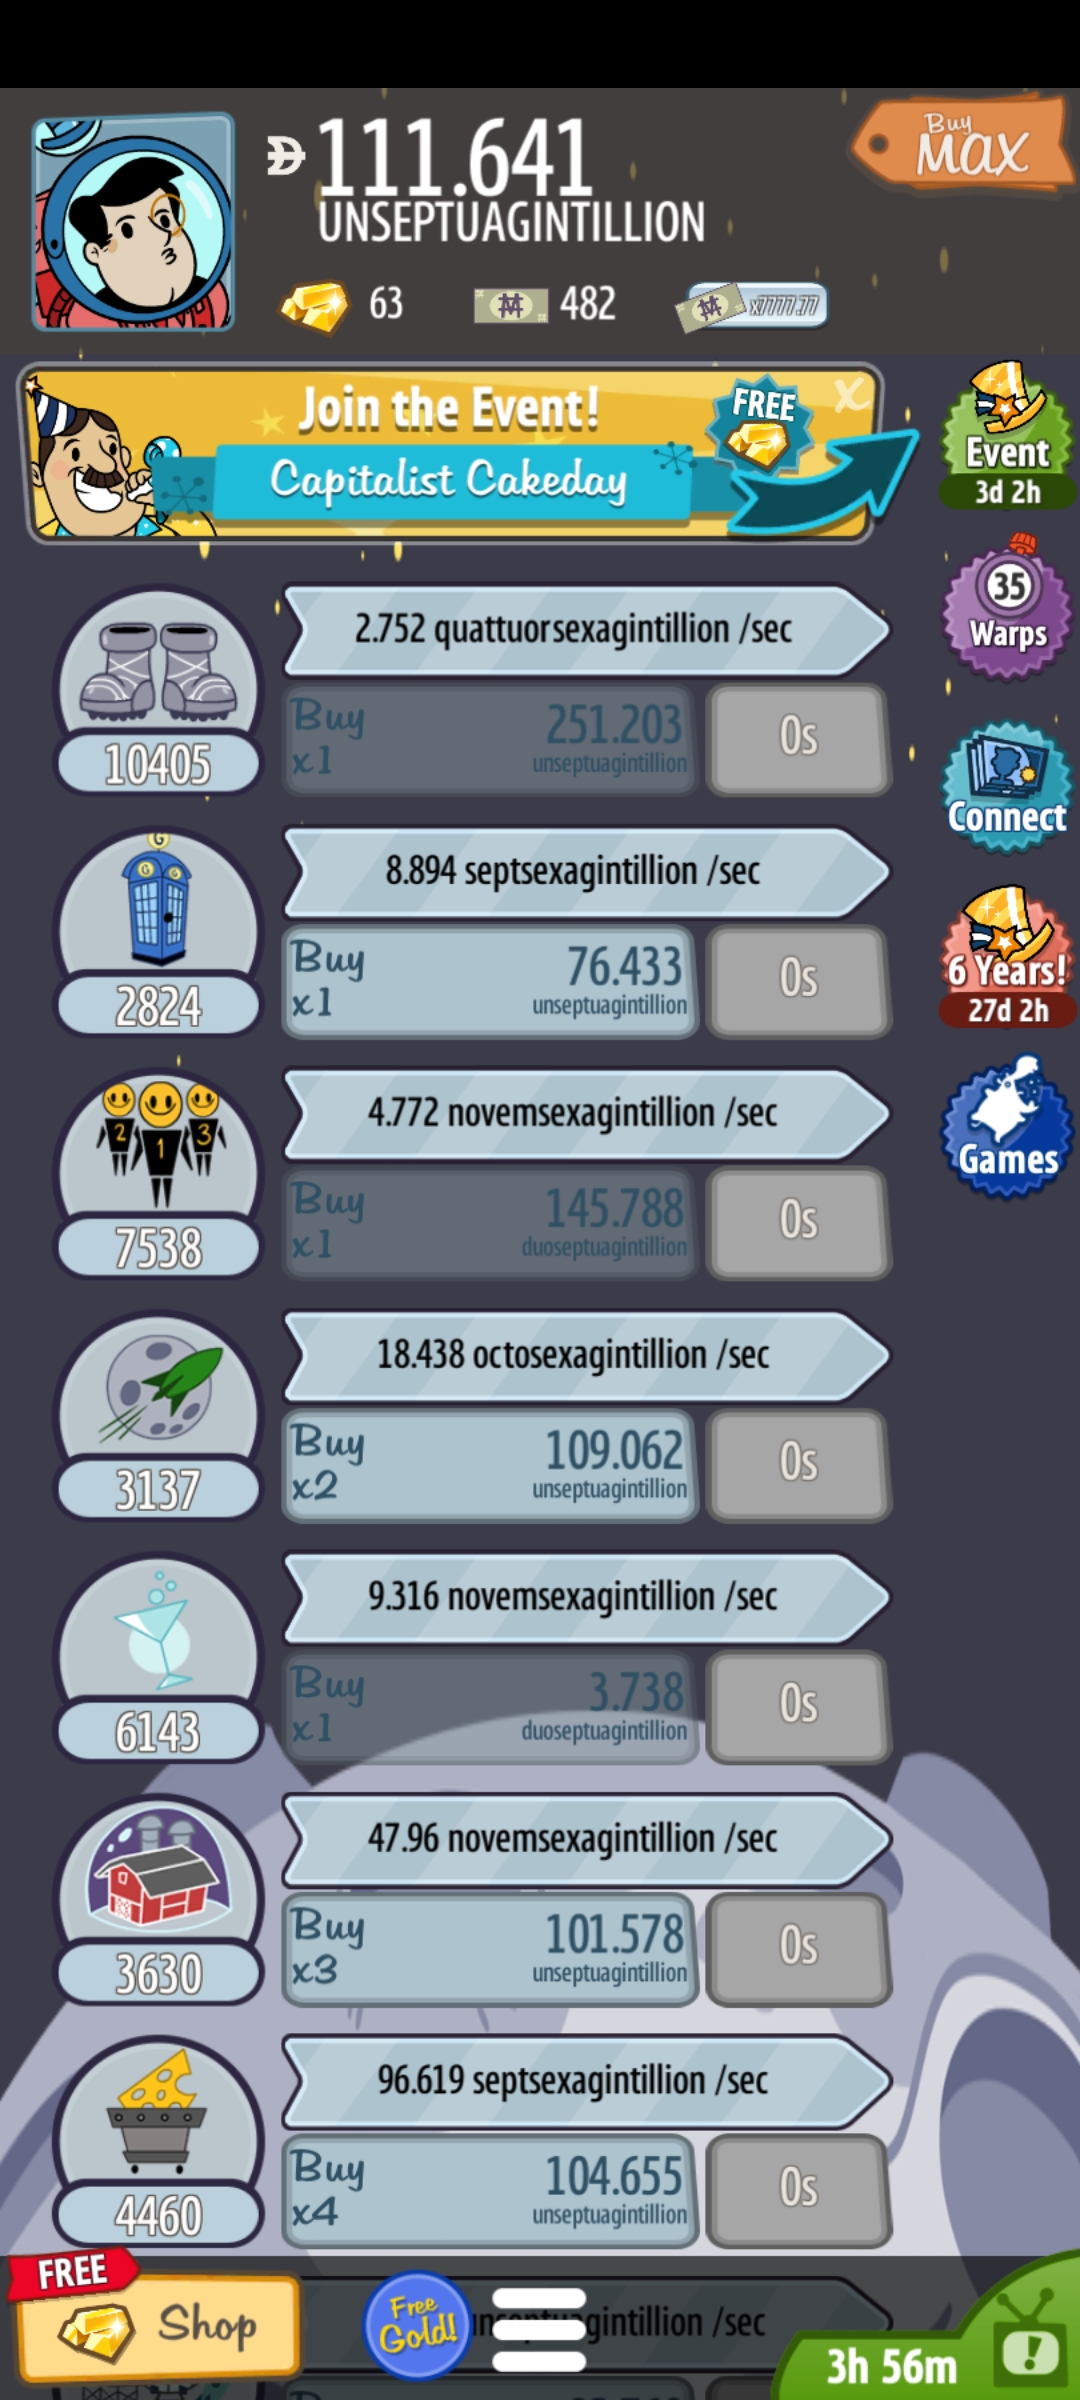 111.641
UNSEPTUAGINTILLION
Buy
MAX
63
482
x7777.77
Join the Event!
Capitalist Cakeday
FREE
X
Event
3d 2h
35
Warps
Connect
6 Years!
27d 2h
Games
2.752 quattuorsexagintillion /sec
Buy
x1
251.203
unseptuagintillion
0s
10405
G
G G
8.894 septsexagintillion /sec
Buy
x1
76.433
unseptuagintillion
0s
2824
2 1 3
4.772 novemsexagintillion /sec
Buy
x1
145.788
duoseptuagintillion
0s
7538
18.438 octosexagintillion /sec
Buy
x2
109.062
unseptuagintillion
0s
3137
9.316 novemsexagintillion /sec
Buy
x1
3.738
duoseptuagintillion
0s
6143
47.96 novemsexagintillion /sec
Buy
x3
101.578
unseptuagintillion
0s
3630
96.619 septsexagintillion /sec
Buy
x4
104.655
unseptuagintillion
0s
4460
FREE
Shop
Free
Gold!
/sec
3h 56m
!